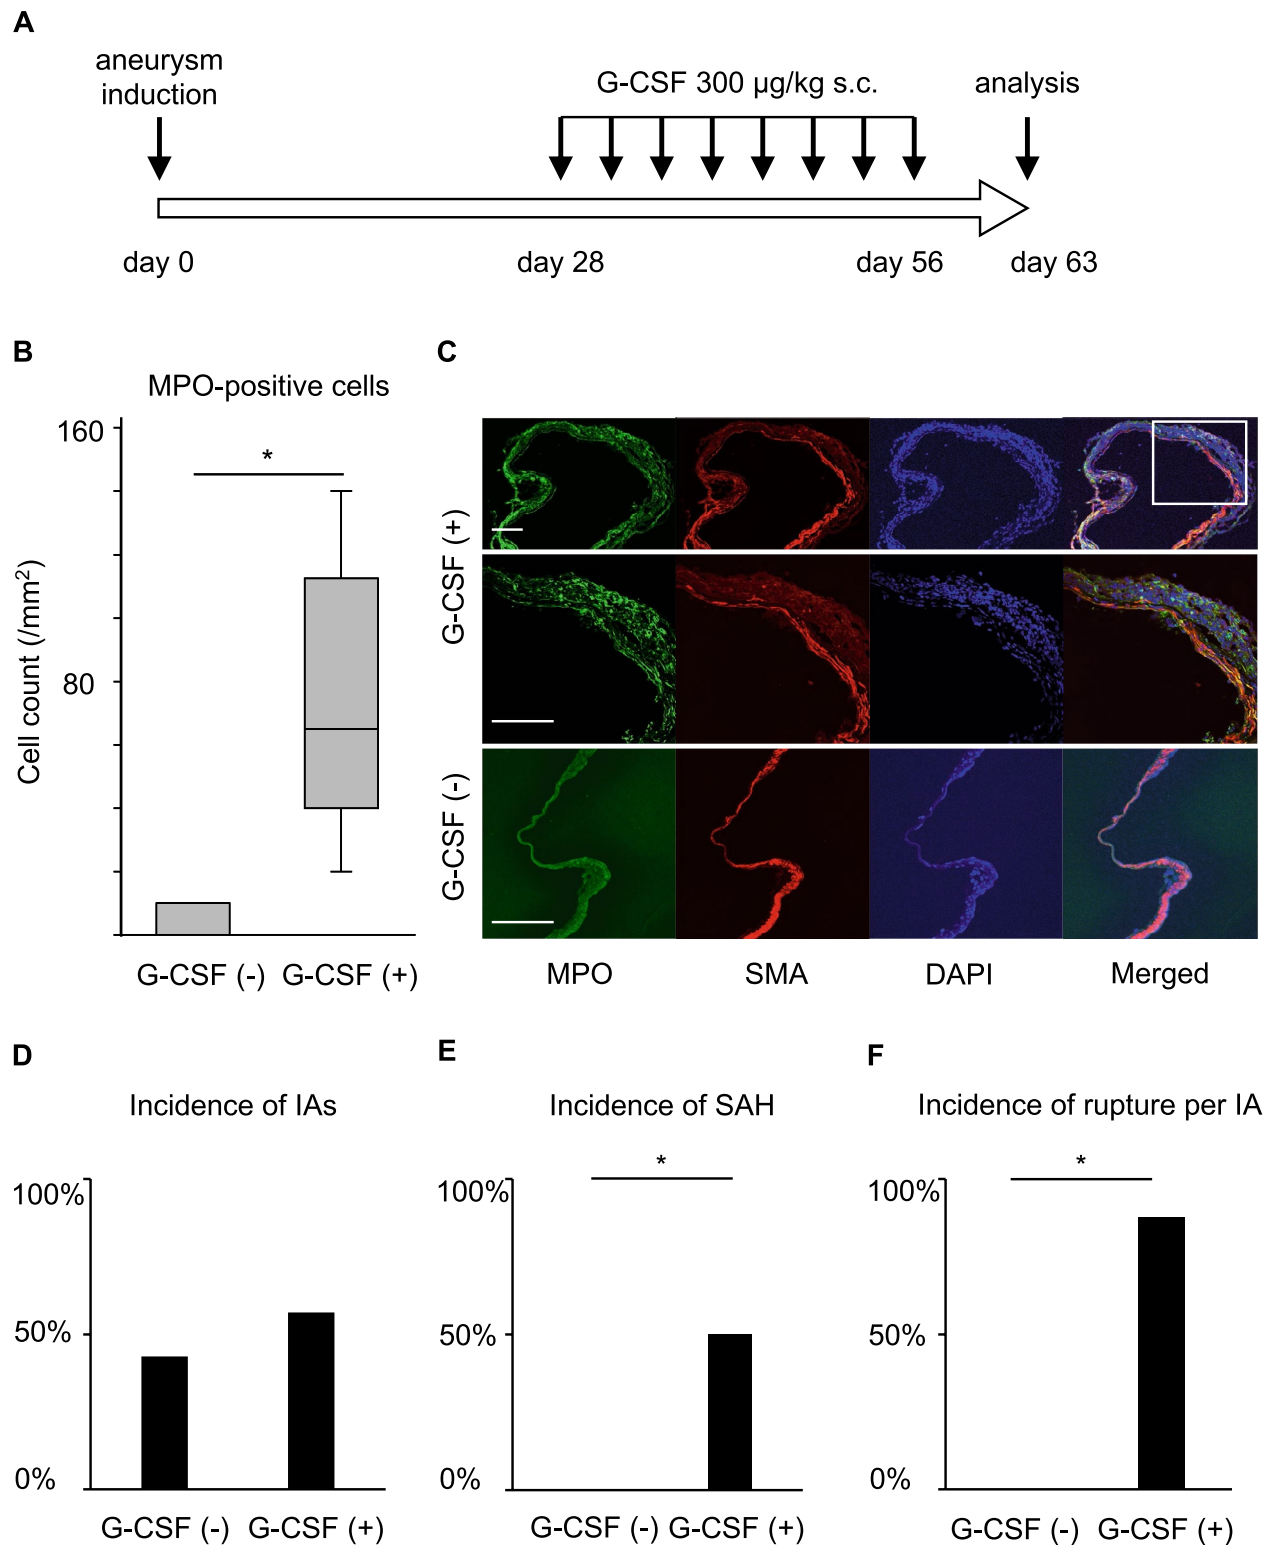 A
aneurysm
induction
G-CSF 300 µg/kg s.c.
analysis
day 0
day 28
day 56
day 63
B
MPO-positive cells
160
*
80
Cell count (/mm²)
G-CSF (-)
G-CSF (+)
C
G-CSF (+)
G-CSF (-)
MPO
SMA
DAPI
Merged
D
Incidence of IAs
100%
50%
0%
G-CSF (-)
G-CSF (+)
E
Incidence of SAH
*
100%
50%
0%
G-CSF (-)
G-CSF (+)
F
Incidence of rupture per IA
*
100%
50%
0%
G-CSF (-)
G-CSF (+)